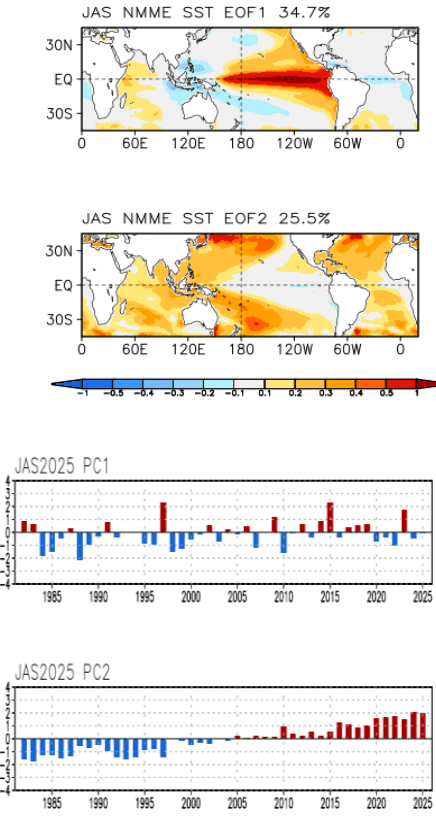 JAS NMME SST EOF1 34.7%
30N
EQ
30S
0 60E 120E 180 120W 60W 0
JAS NMME SST EOF2 25.5%
30N
EQ
30S
0 60E 120E 180 120W 60W 0
-1 -0.5 -0.4 -0.3 -0.2 -0.1 0.1 0.2 0.3 0.4 0.5 1
JAS2025 PC1
4
3
2
1
0
-1
-2
-3
-4
1985 1990 1995 2000 2005 2010 2015 2020 2025
JAS2025 PC2
4
3
2
1
0
-1
-2
-3
-4
1985 1990 1995 2000 2005 2010 2015 2020 2025